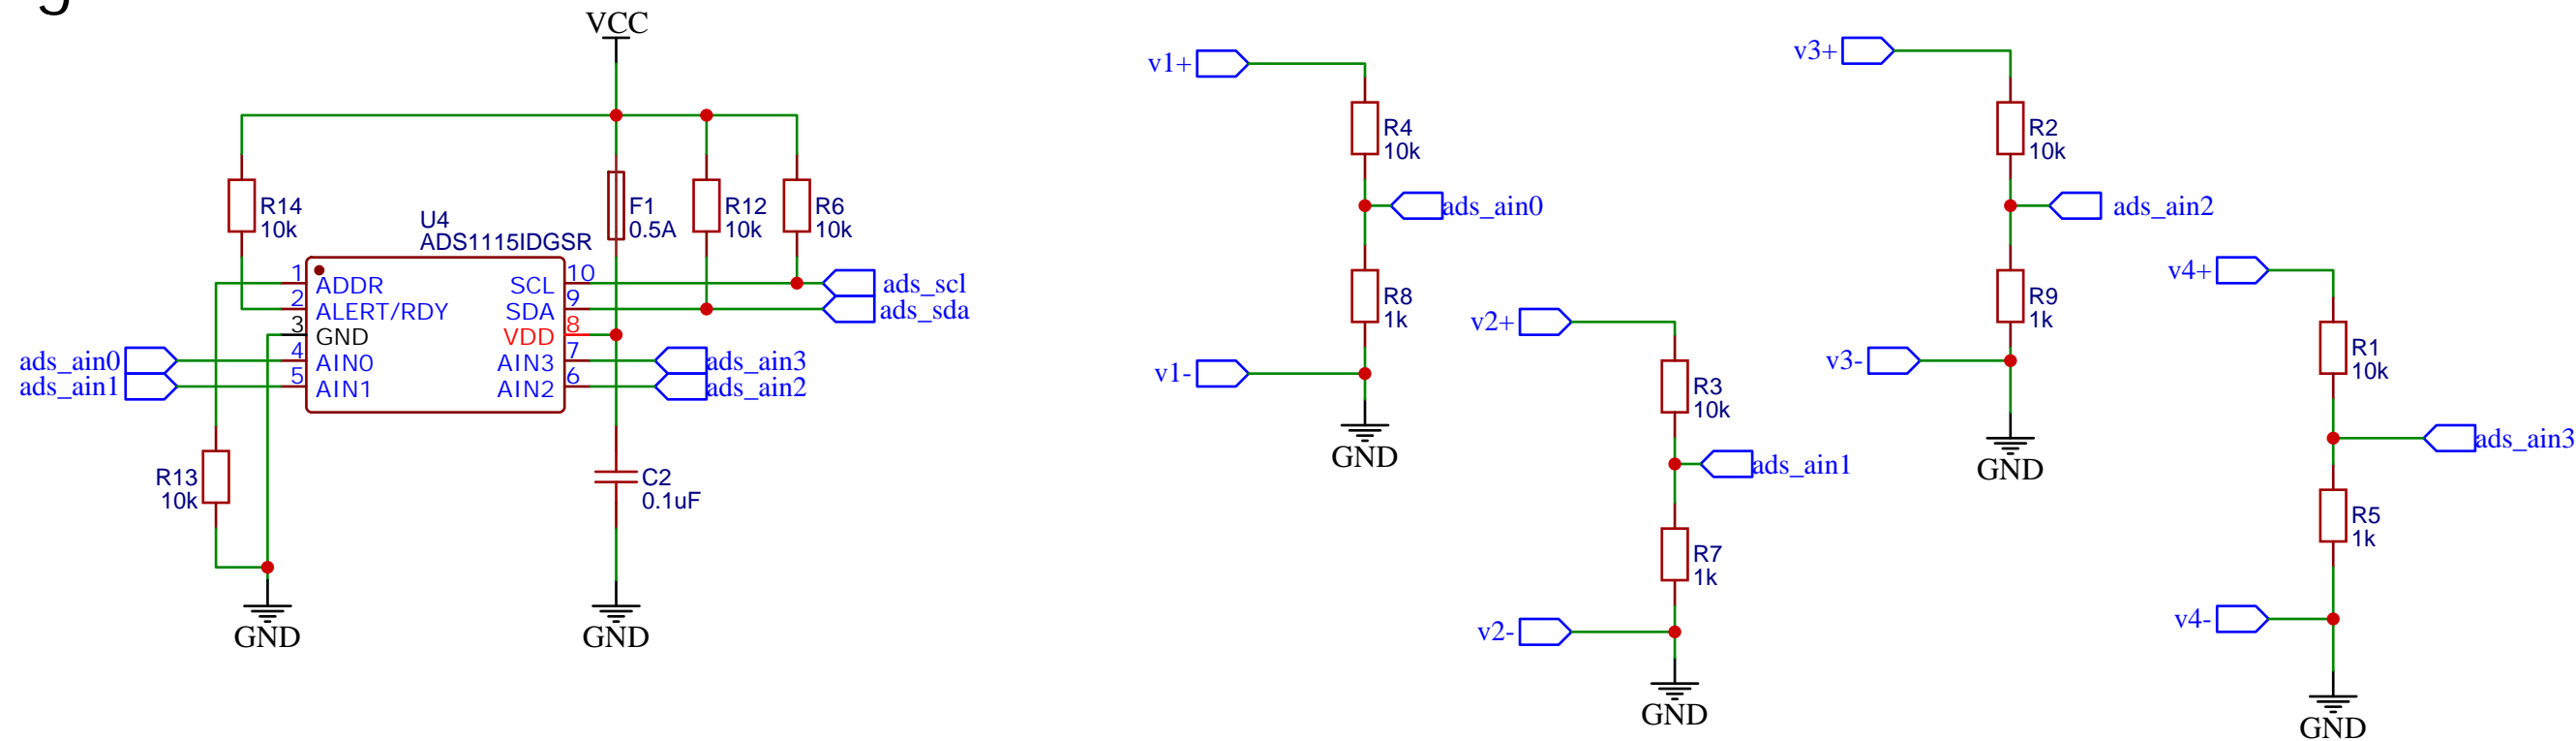 VCC
R14
10k
F1
0.5A
R12
10k
R6
10k
U4
ADS1115IDGSR
1
ADDR
2
ALERT/RDY
3
GND
4
AIN0
5
AIN1
10
SCL
9
SDA
8
VDD
7
AIN3
6
AIN2
ads_scl
ads_sda
ads_ain3
ads_ain2
ads_ain0
ads_ain1
R13
10k
C2
0.1uF
GND
GND
v1+
R4
10k
ads_ain0
R8
1k
v1-
GND
v2+
R3
10k
ads_ain1
R7
1k
v2-
GND
v3+
R2
10k
ads_ain2
R9
1k
v3-
GND
v4+
R1
10k
ads_ain3
R5
1k
v4-
GND